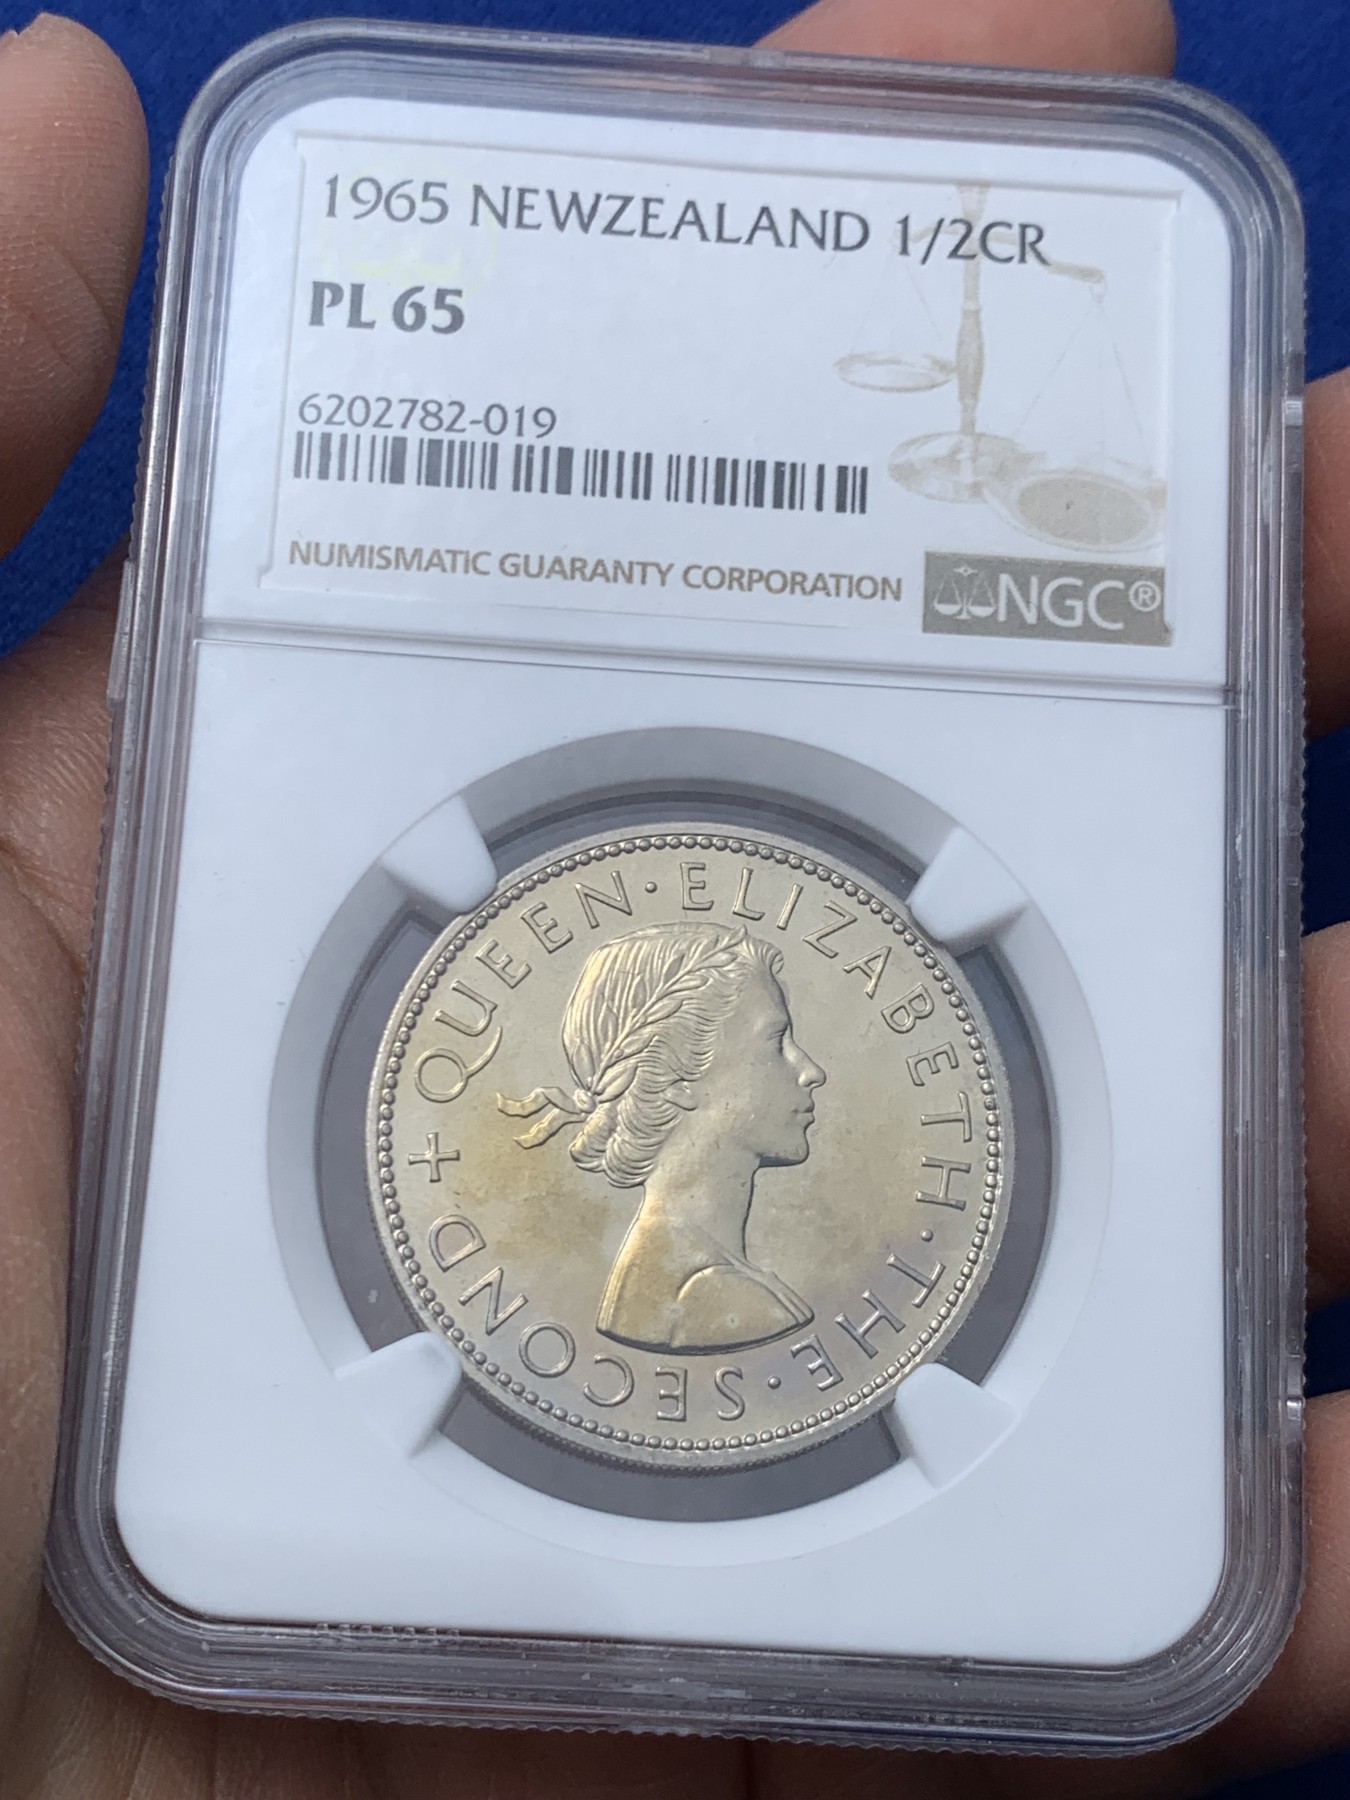 1965 NEWZEALAND 1/2CR
PL 65
6202782-019
NUMISMATIC GUARANTY CORPORATION
NGC®
+ QUEEN · ELIZABETH · THE · SECOND